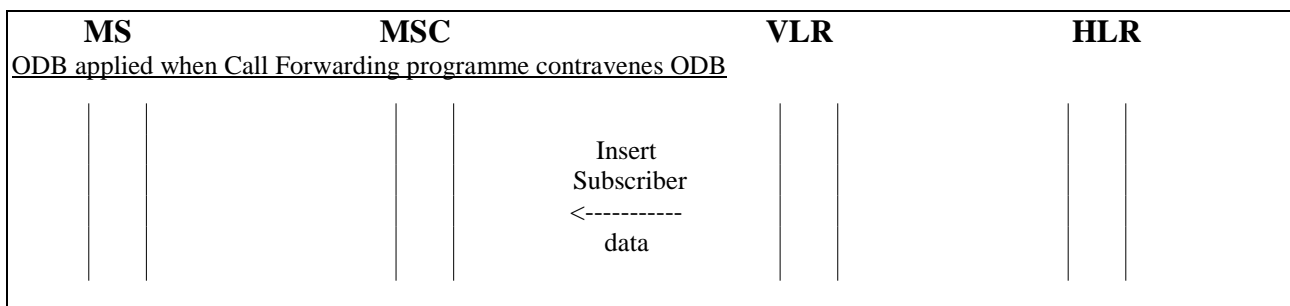 MS MSC VLR HLR
ODB applied when Call Forwarding programme contravenes ODB
Insert
Subscriber
<-----------
data